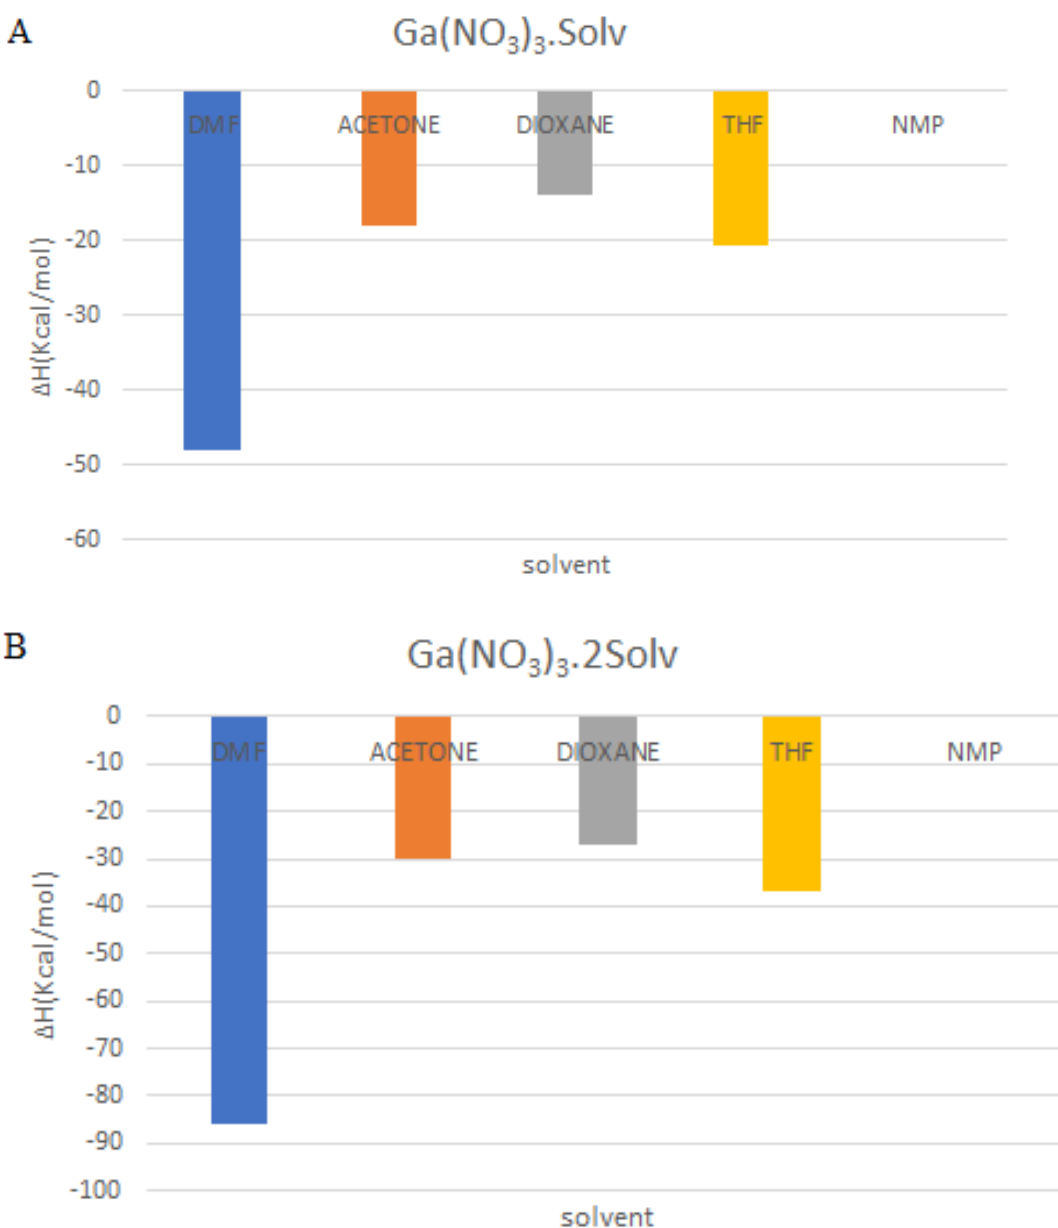 A
Ga(NO₃)₃.Solv
0
DMF ACETONE DIOXANE THF NMP
-10
-20
-30
-40
-50
-60
ΔH(Kcal/mol)
solvent
B
Ga(NO₃)₃.2Solv
0
DMF ACETONE DIOXANE THF NMP
-10
-20
-30
-40
-50
-60
-70
-80
-90
-100
ΔH(Kcal/mol)
solvent